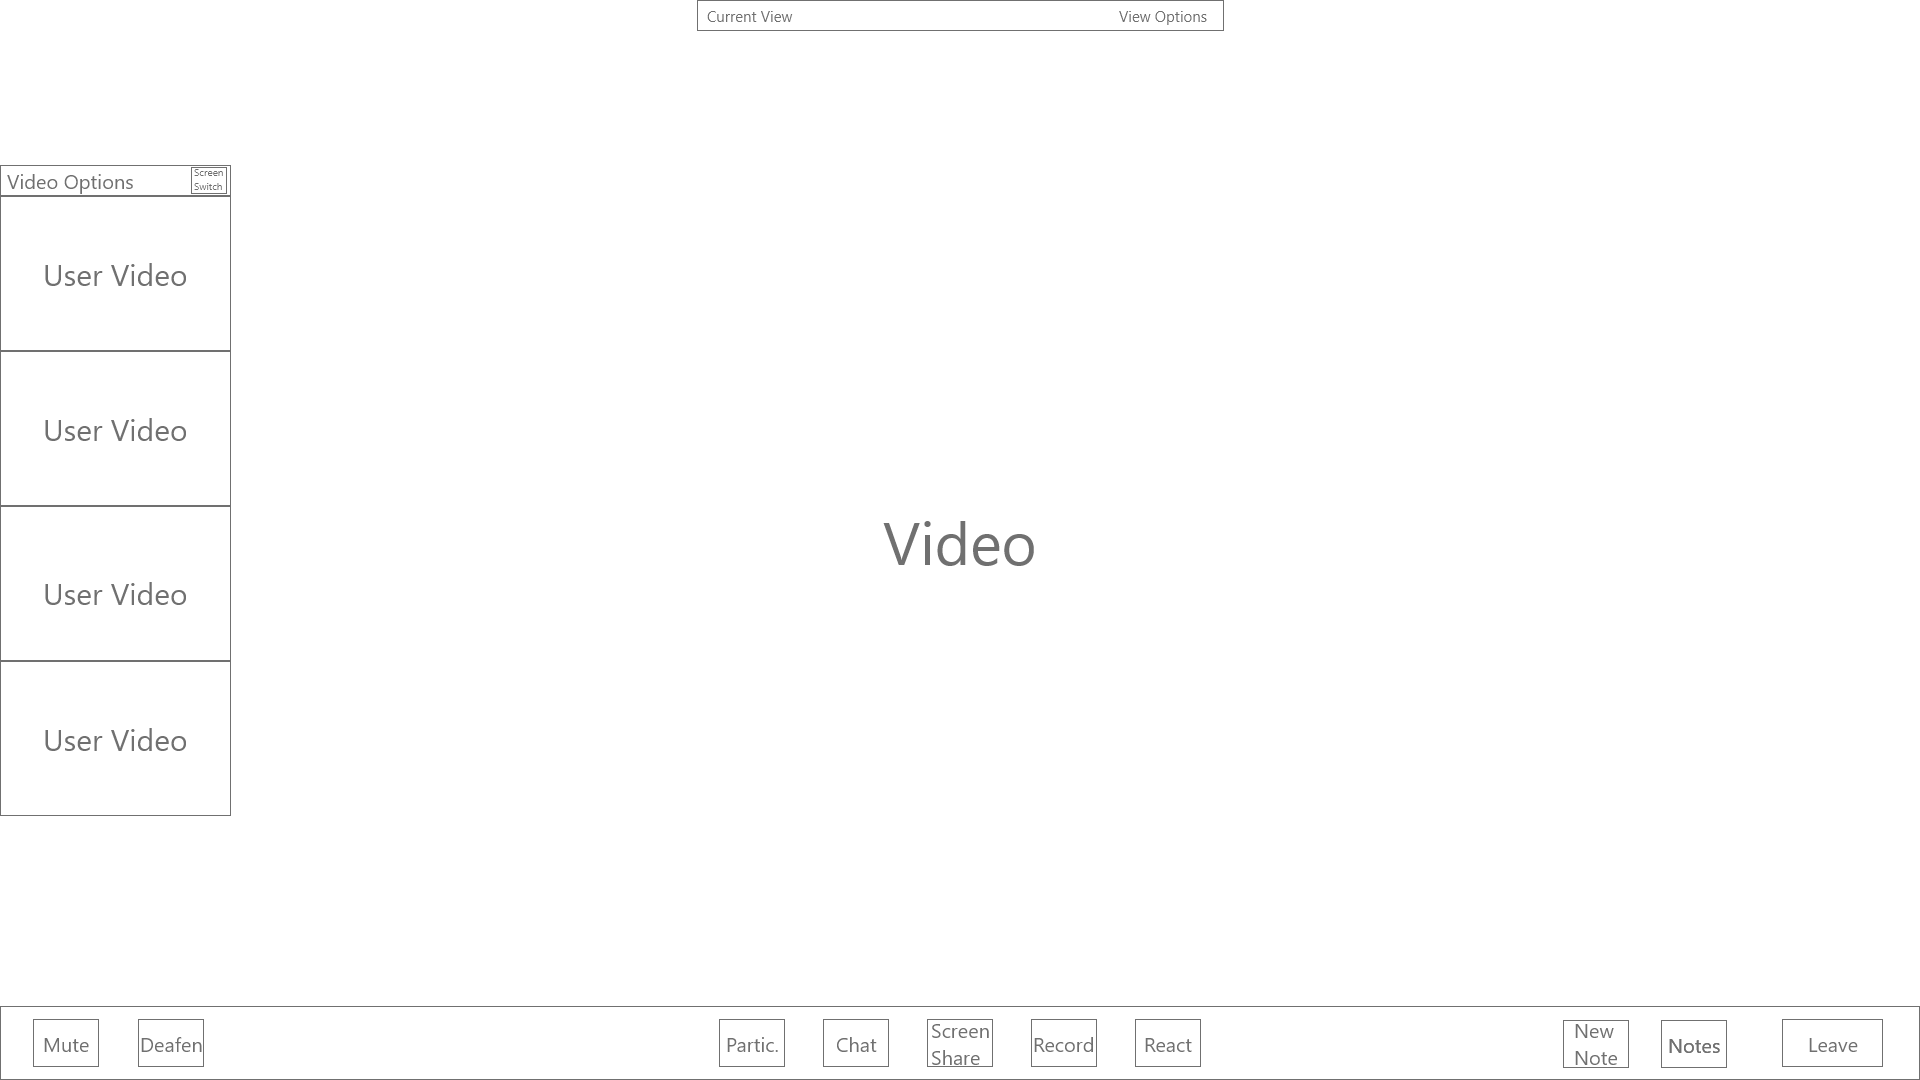 Current View
View Options
Video Options
Screen
Switch
User Video
User Video
User Video
User Video
Video
Mute
Deafen
Partic.
Chat
Screen
Share
Record
React
New
Note
Notes
Leave